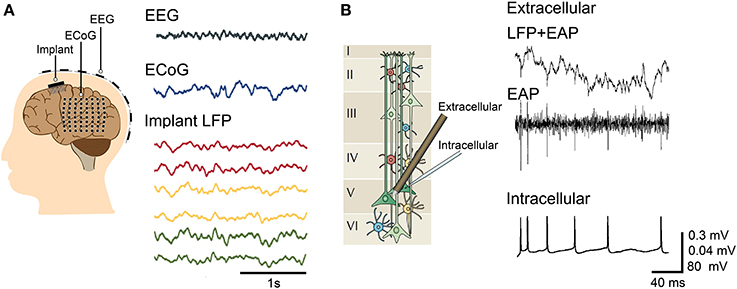 A
EEG
ECoG
Implant
EEG
ECoG
Implant LFP
1s
B
I
II
III
IV
V
VI
Extracellular
Intracellular
Extracellular
LFP+EAP
EAP
Intracellular
0.3 mV
0.04 mV
80 mV
40 ms